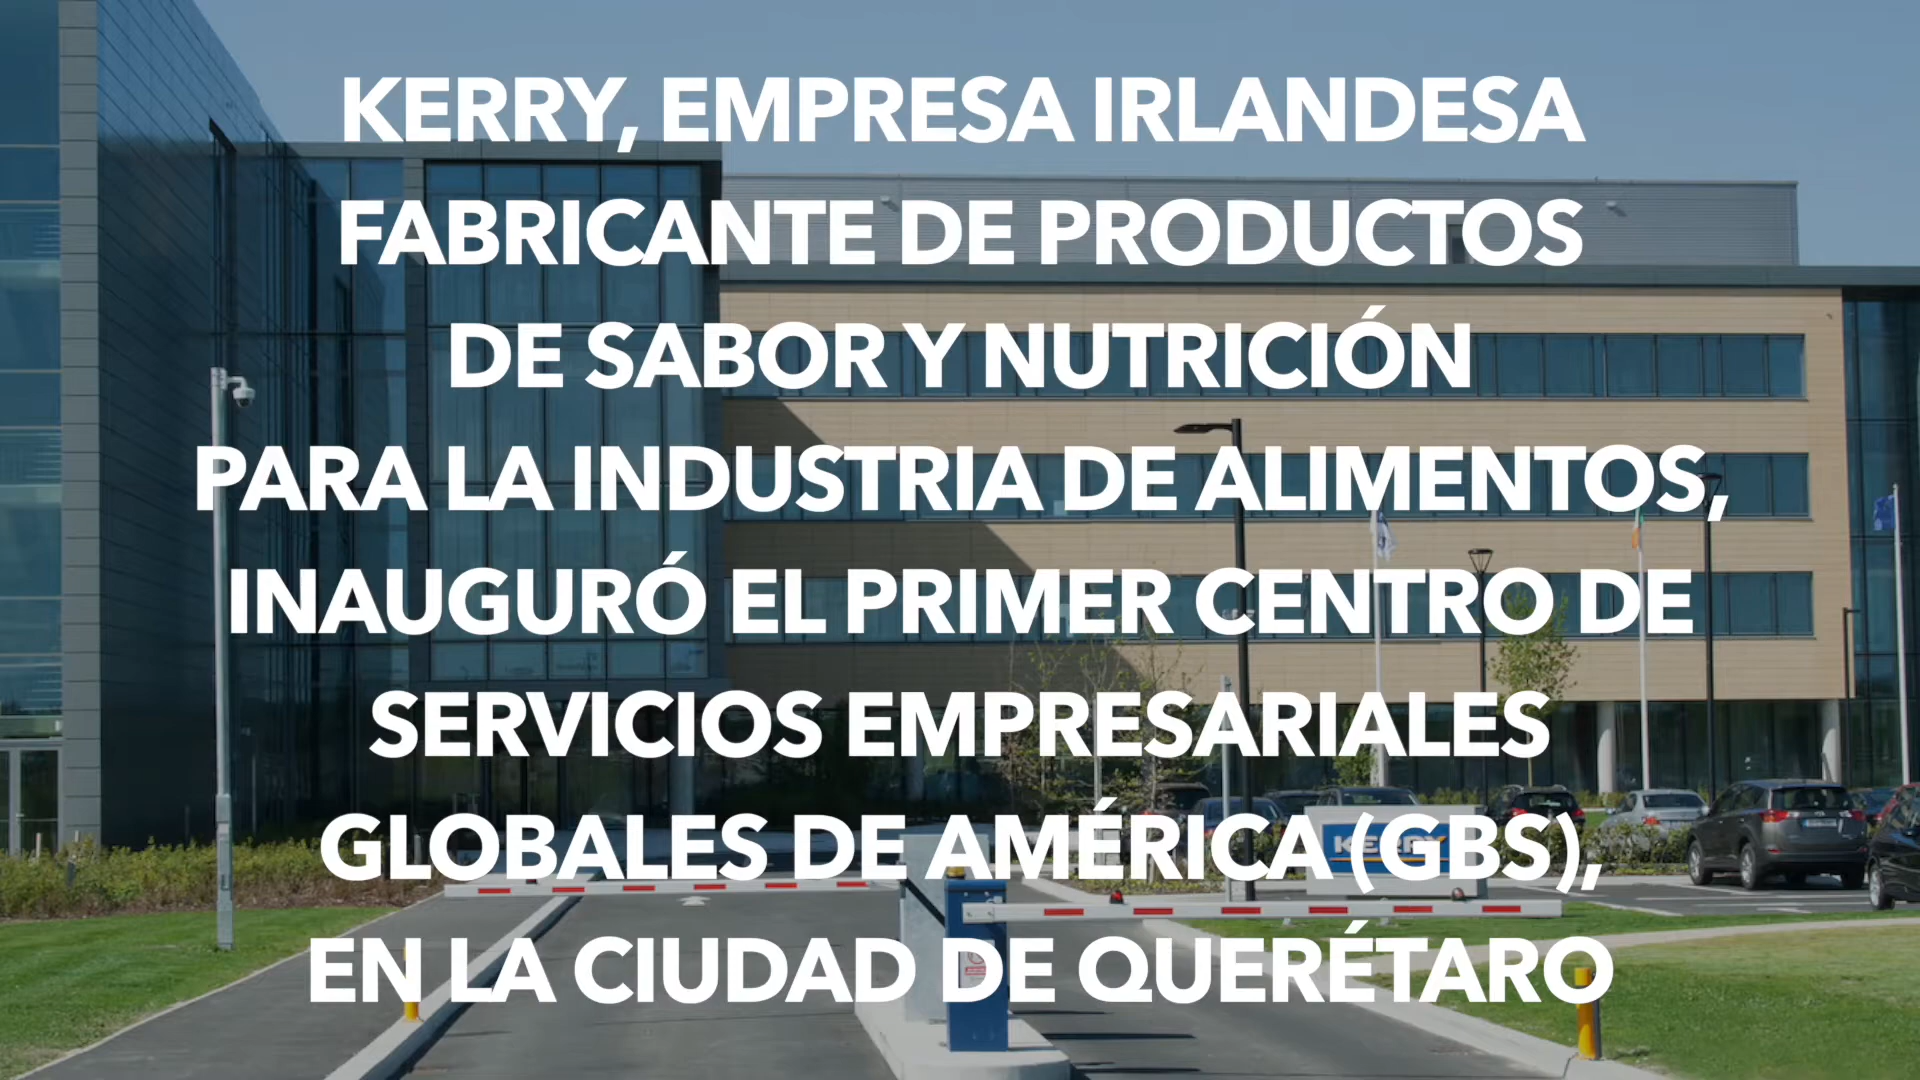 KERRY, EMPRESA IRLANDESA
FABRICANTE DE PRODUCTOS
DE SABOR Y NUTRICIÓN
PARA LA INDUSTRIA DE ALIMENTOS,
INAUGURÓ EL PRIMER CENTRO DE
SERVICIOS EMPRESARIALES
GLOBALES DE AMÉRICA (GBS),
KERRY
EN LA CIUDAD DE QUERÉTARO